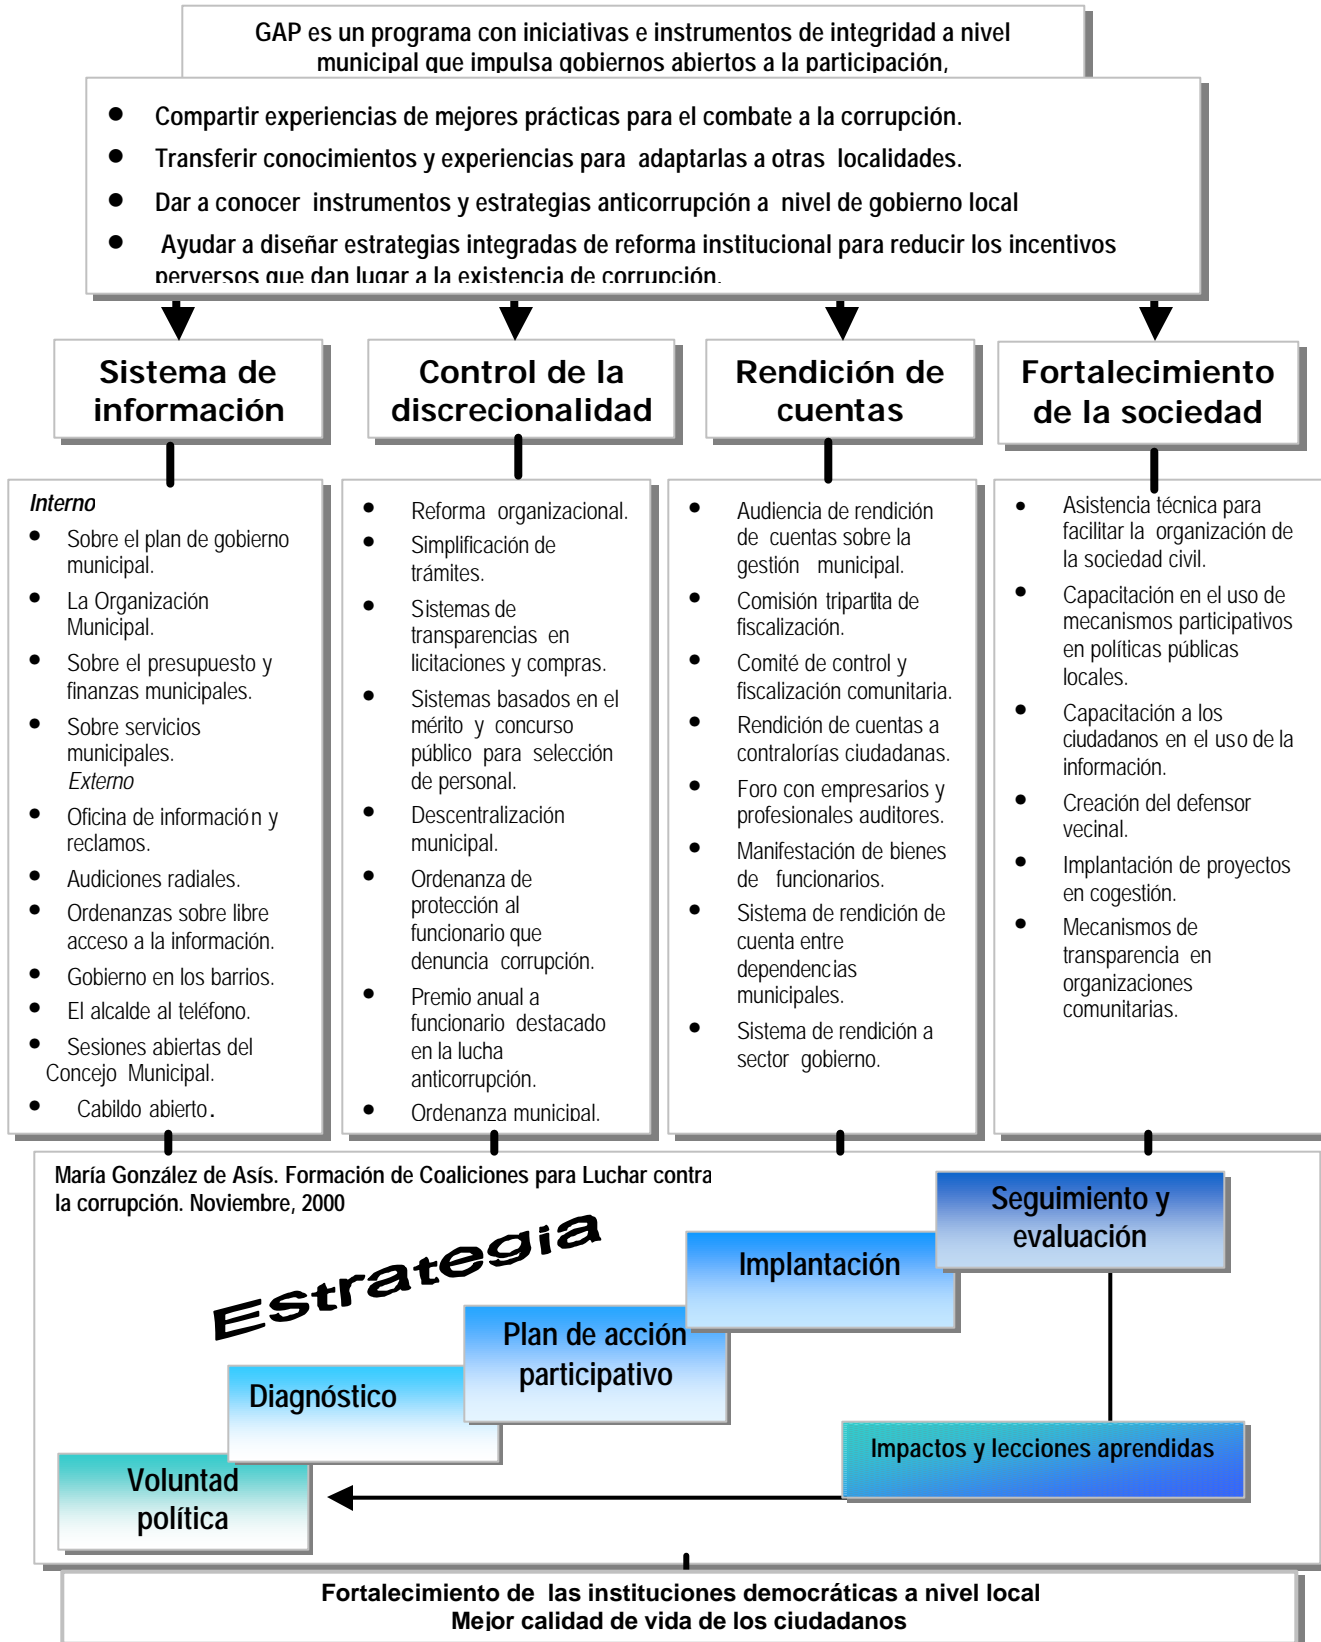 GAP es un programa con iniciativas e instrumentos de integridad a nivel
municipal que impulsa gobiernos abiertos a la participación,
• Compartir experiencias de mejores prácticas para el combate a la corrupción.
• Transferir conocimientos y experiencias para adaptarlas a otras localidades.
• Dar a conocer instrumentos y estrategias anticorrupción a nivel de gobierno local
• Ayudar a diseñar estrategias integradas de reforma institucional para reducir los incentivos
perversos que dan lugar a la existencia de corrupción.
Sistema de
información
Control de la
discrecionalidad
Rendición de
cuentas
Fortalecimiento
de la sociedad
Interno
• Sobre el plan de gobierno
municipal.
• La Organización
Municipal.
• Sobre el presupuesto y
finanzas municipales.
• Sobre servicios
municipales.
Externo
• Oficina de información y
reclamos.
• Audiciones radiales.
• Ordenanzas sobre libre
acceso a la información.
• Gobierno en los barrios.
• El alcalde al teléfono.
• Sesiones abiertas del
Concejo Municipal.
• Cabildo abierto.
• Reforma organizacional.
• Simplificación de
trámites.
• Sistemas de
transparencias en
licitaciones y compras.
• Sistemas basados en el
mérito y concurso
público para selección
de personal.
• Descentralización
municipal.
• Ordenanza de
protección al
funcionario que
denuncia corrupción.
• Premio anual a
funcionario destacado
en la lucha
anticorrupción.
• Ordenanza municipal.
• Audiencia de rendición
de cuentas sobre la
gestión municipal.
• Comisión tripartita de
fiscalización.
• Comité de control y
fiscalización comunitaria.
• Rendición de cuentas a
contralorías ciudadanas.
• Foro con empresarios y
profesionales auditores.
• Manifestación de bienes
de funcionarios.
• Sistema de rendición de
cuenta entre
dependencias
municipales.
• Sistema de rendición a
sector gobierno.
• Asistencia técnica para
facilitar la organización de
la sociedad civil.
• Capacitación en el uso de
mecanismos participativos
en políticas públicas
locales.
• Capacitación a los
ciudadanos en el uso de la
información.
• Creación del defensor
vecinal.
• Implantación de proyectos
en cogestión.
• Mecanismos de
transparencia en
organizaciones
comunitarias.
María González de Asís. Formación de Coaliciones para Luchar contra
la corrupción. Noviembre, 2000
Estrategia
Seguimiento y
evaluación
Implantación
Plan de acción
participativo
Diagnóstico
Voluntad
política
Impactos y lecciones aprendidas
Fortalecimiento de las instituciones democráticas a nivel local
Mejor calidad de vida de los ciudadanos